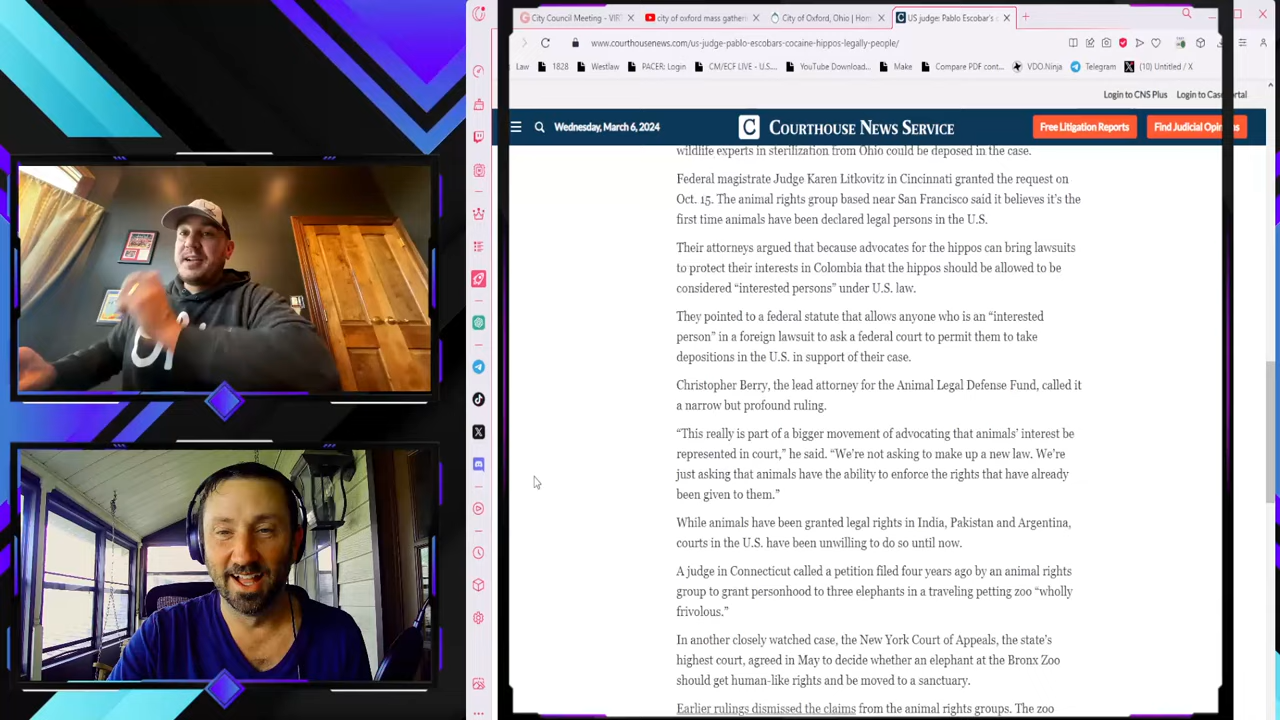 City Council Meeting - VIR
city of oxford mass gatheri
City of Oxford, Ohio | Hom
US judge: Pablo Escobar's
www.courthousenews.com/us-judge-pablo-escobars-cocaine-hippos-legally-people/
Law
1828
Westlaw
PACER: Login
CM/ECF LIVE - U.S....
YouTube Download...
Make
Compare PDF cont...
VDO.Ninja
Telegram
(10) Untitled / X
Login to CNS Plus
Login to Case Portal
Wednesday, March 6, 2024
C
COURTHOUSE NEWS SERVICE
Free Litigation Reports
Find Judicial Opinions
wildlife experts in sterilization from Ohio could be deposed in the case.
Federal magistrate Judge Karen Litkovitz in Cincinnati granted the request on
Oct. 15. The animal rights group based near San Francisco said it believes it's the
first time animals have been declared legal persons in the U.S.
Their attorneys argued that because advocates for the hippos can bring lawsuits
to protect their interests in Colombia that the hippos should be allowed to be
considered “interested persons” under U.S. law.
They pointed to a federal statute that allows anyone who is an “interested
person” in a foreign lawsuit to ask a federal court to permit them to take
depositions in the U.S. in support of their case.
Christopher Berry, the lead attorney for the Animal Legal Defense Fund, called it
a narrow but profound ruling.
“This really is part of a bigger movement of advocating that animals’ interest be
represented in court,” he said. “We’re not asking to make up a new law. We’re
just asking that animals have the ability to enforce the rights that have already
been given to them.”
While animals have been granted legal rights in India, Pakistan and Argentina,
courts in the U.S. have been unwilling to do so until now.
A judge in Connecticut called a petition filed four years ago by an animal rights
group to grant personhood to three elephants in a traveling petting zoo “wholly
frivolous.”
In another closely watched case, the New York Court of Appeals, the state’s
highest court, agreed in May to decide whether an elephant at the Bronx Zoo
should get human-like rights and be moved to a sanctuary.
Earlier rulings dismissed the claims from the animal rights groups. The zoo